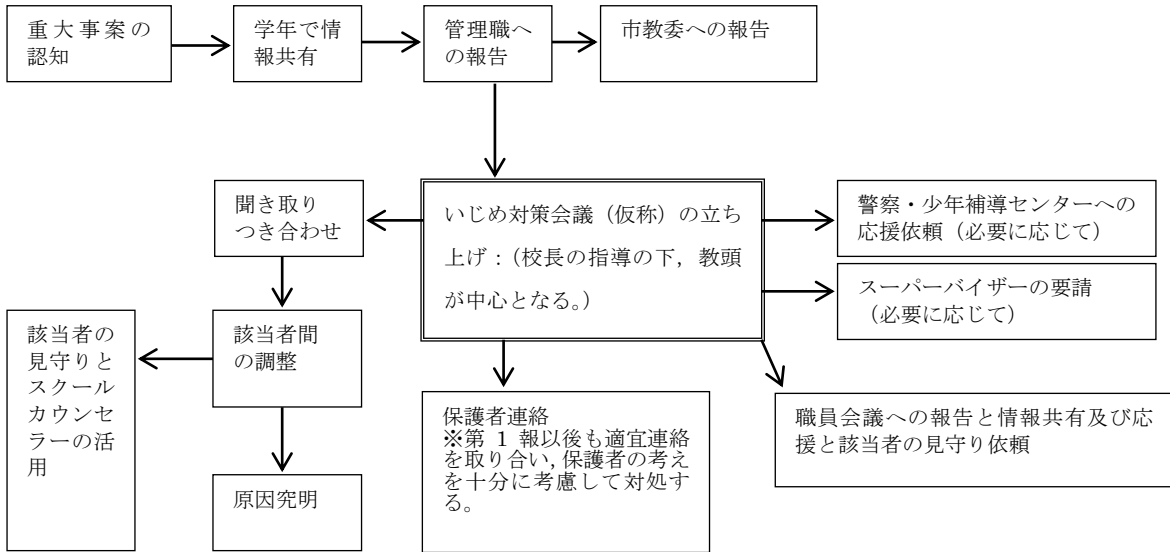 重大事案の
認知
学年で情
報共有
管理職へ
の報告
市教委への報告
聞き取り
つき合わせ
いじめ対策会議（仮称）の立ち
上げ：（校長の指導の下，教頭
が中心となる。）
警察・少年補導センターへの
応援依頼（必要に応じて）
スーパーバイザーの要請
（必要に応じて）
該当者の
見守りと
スクール
カウンセ
ラーの活
用
該当者間
の調整
原因究明
保護者連絡
※第 1 報以後も適宜連絡
を取り合い,保護者の考え
を十分に考慮して対処す
る。
職員会議への報告と情報共有及び応
援と該当者の見守り依頼